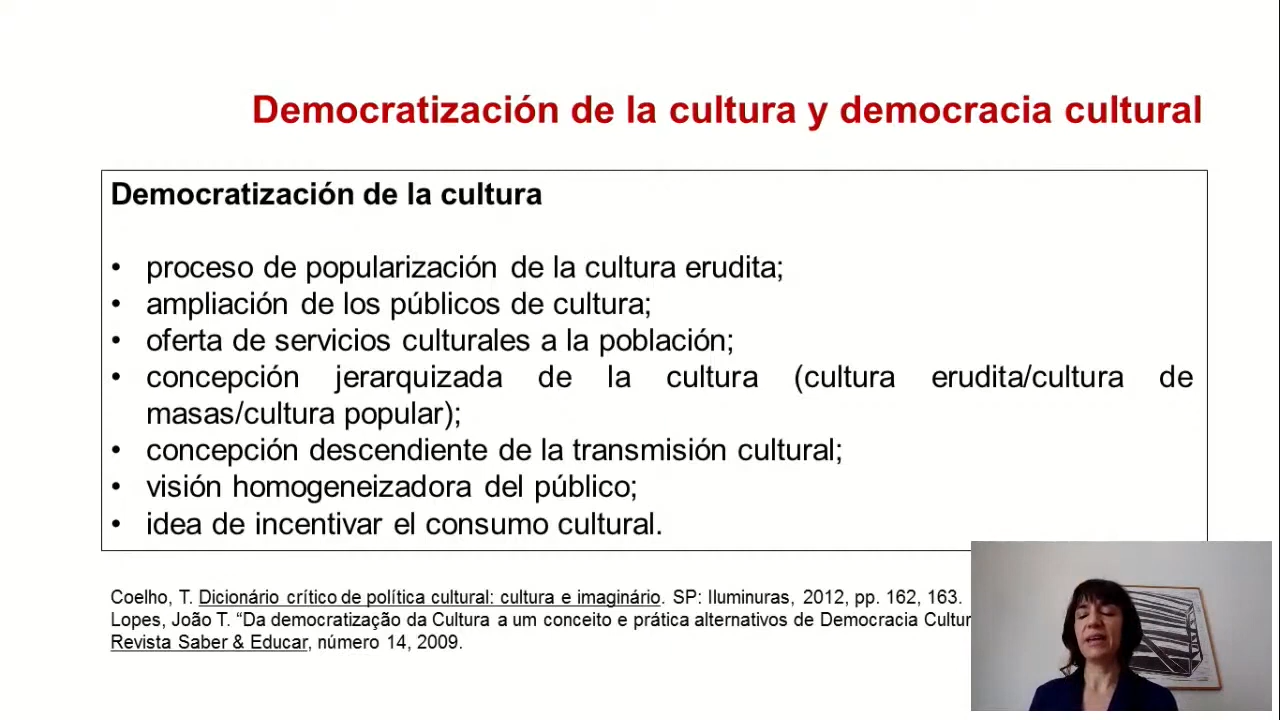 Democratización de la cultura y democracia cultural
Democratización de la cultura
• proceso de popularización de la cultura erudita;
• ampliación de los públicos de cultura;
• oferta de servicios culturales a la población;
• concepción jerarquizada de la cultura (cultura erudita/cultura de
masas/cultura popular);
• concepción descendiente de la transmisión cultural;
• visión homogeneizadora del público;
• idea de incentivar el consumo cultural.
Coelho, T. Dicionário crítico de política cultural: cultura e imaginário. SP: Iluminuras, 2012, pp. 162, 163.
Lopes, João T. “Da democratização da Cultura a um conceito e prática alternativos de Democracia
Revista Saber & Educar, número 14, 2009.